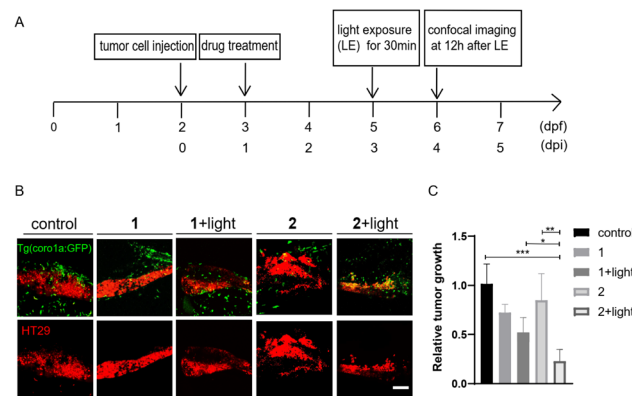 A
tumor cell injection
drug treatment
light exposure
(LE) for 30min
confocal imaging
at 12h after LE
0 1 2 3 4 5 6 7 (dpf)
0 1 2 3 4 5 (dpi)
B
control 1 1+light 2 2+light
Tg(coro1a:GFP)
HT29
C
Relative tumor growth
1.5
1.0
0.5
0.0
**
*
***
control
1
1+light
2
2+light